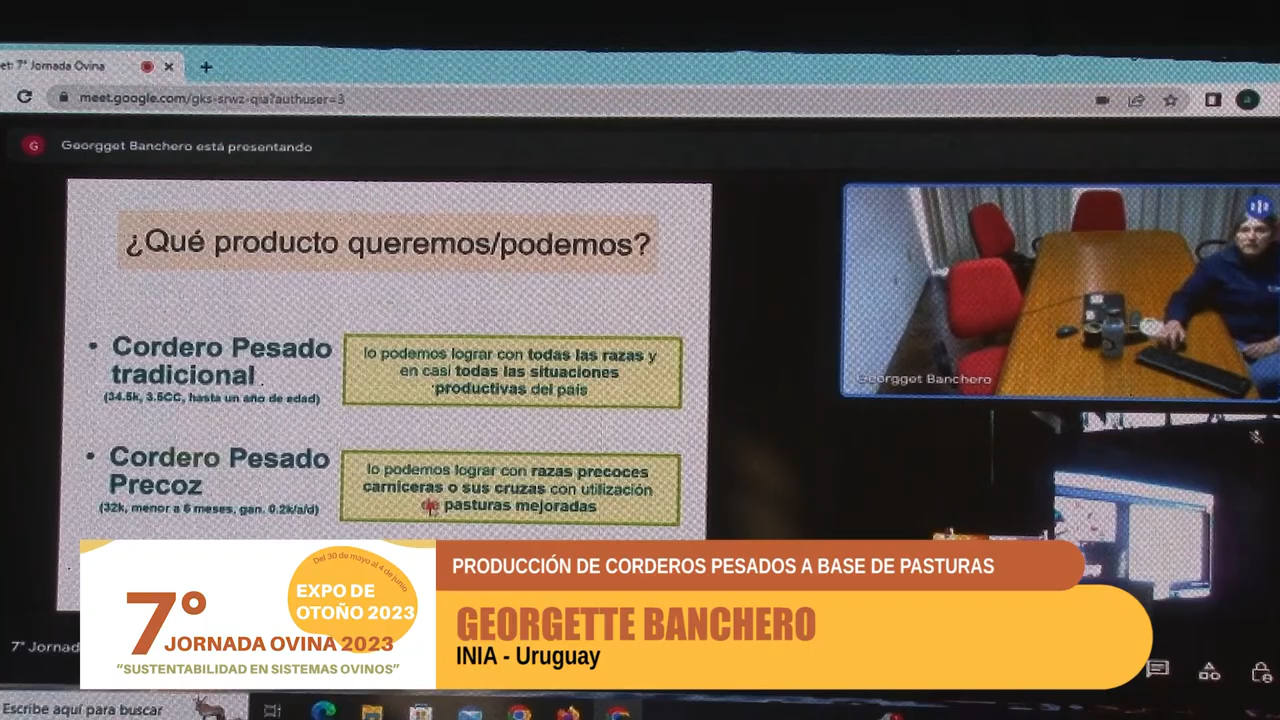 et: 7° Jornada Ovina
meet.google.com/gks-srwz-qia?authuser=3
G
Georgget Banchero está presentando
¿Qué producto queremos/podemos?
• Cordero Pesado
tradicional
(34.5k, 3.5CC, hasta un año de edad)
lo podemos lograr con todas las razas y
en casi todas las situaciones
productivas del país
• Cordero Pesado
Precoz
(32k, menor a 6 meses, gan. 0.2k/a/d)
lo podemos lograr con razas precoces
carniceras o sus cruzas con utilización
de pasturas mejoradas
Georgget Banchero
7° Jornad
Del 30 de mayo al 4 de junio
EXPO DE
OTOÑO 2023
7°
JORNADA OVINA 2023
“SUSTENTABILIDAD EN SISTEMAS OVINOS”
PRODUCCIÓN DE CORDEROS PESADOS A BASE DE PASTURAS
GEORGETTE BANCHERO
INIA - Uruguay
Escribe aquí para buscar